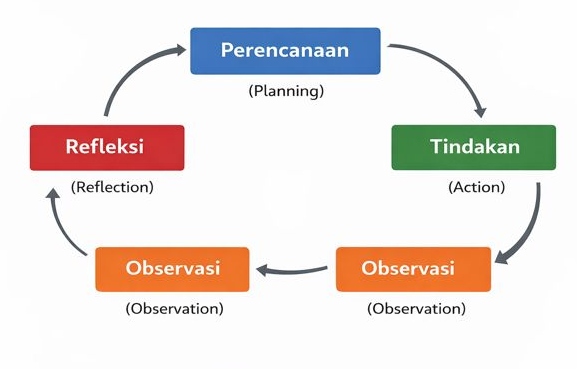 Perencanaan
(Planning)
Refleksi
(Reflection)
Tindakan
(Action)
Observasi
(Observation)
Observasi
(Observation)